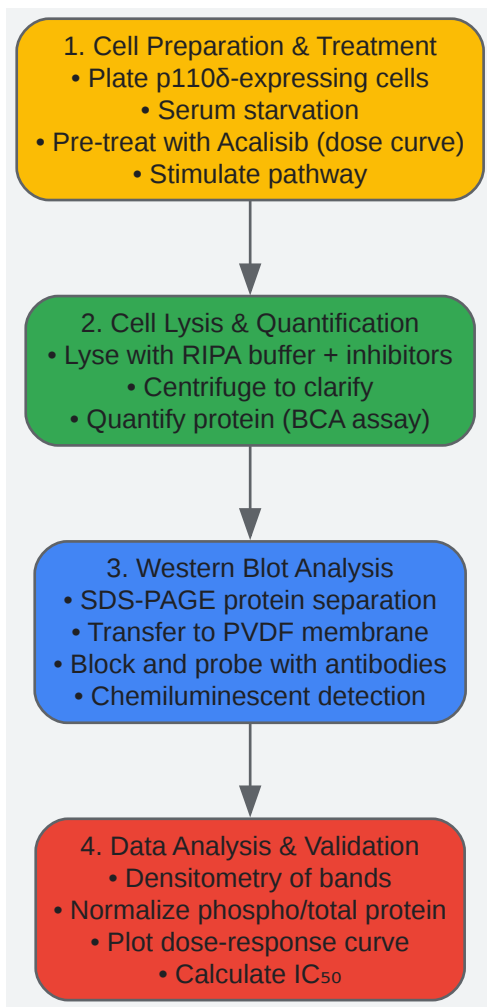 1. Cell Preparation & Treatment
• Plate p110δ-expressing cells
• Serum starvation
• Pre-treat with Acalisib (dose curve)
• Stimulate pathway
2. Cell Lysis & Quantification
• Lyse with RIPA buffer + inhibitors
• Centrifuge to clarify
• Quantify protein (BCA assay)
3. Western Blot Analysis
• SDS-PAGE protein separation
• Transfer to PVDF membrane
• Block and probe with antibodies
• Chemiluminescent detection
4. Data Analysis & Validation
• Densitometry of bands
• Normalize phospho/total protein
• Plot dose-response curve
• Calculate IC₅₀